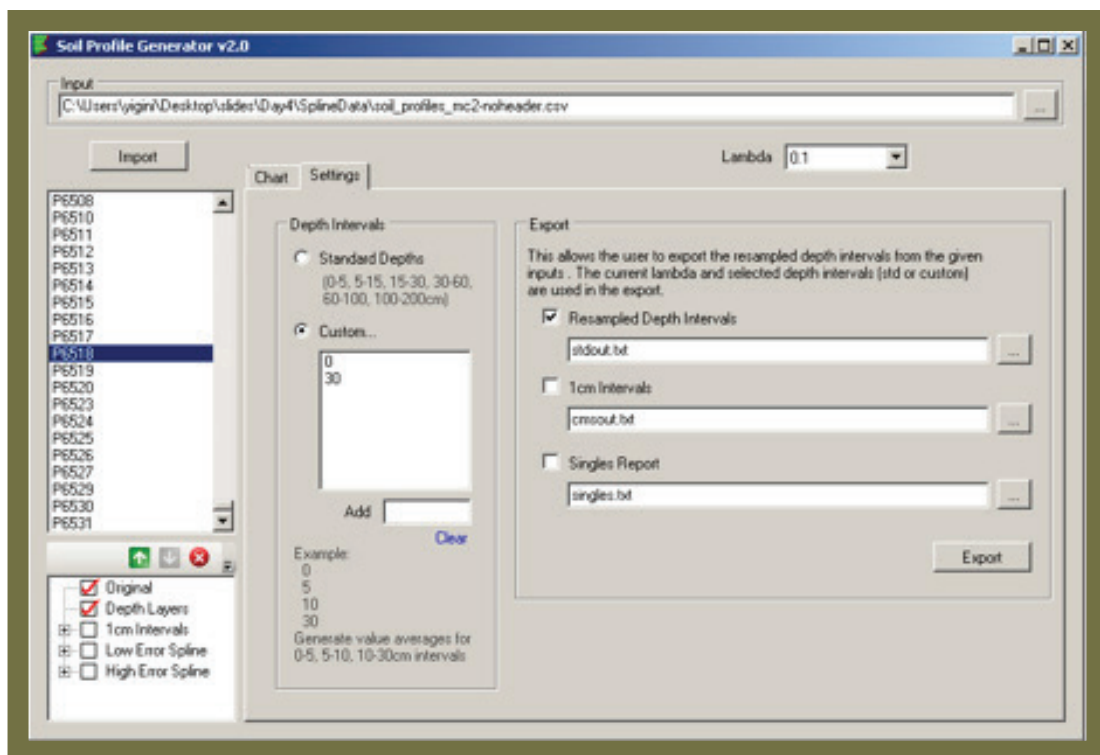 Soil Profile Generator v2.0
Input
C:\Users\yigini\Desktop\slides\Day4\SplineData\soil_profiles_mc2-noheader.csv
...
Import
Lambda 0.1
Chart Settings
P6508
P6510
P6511
P6512
P6513
P6514
P6515
P6516
P6517
P6518
P6519
P6520
P6523
P6524
P6525
P6526
P6527
P6529
P6530
P6531
Original
Depth Layers
1cm Intervals
Low Error Spline
High Error Spline
Depth Intervals
Standard Depths
(0-5, 5-15, 15-30, 30-60,
60-100, 100-200cm)
Custom...
0
30
Add
Clear
Example:
0
5
10
30
Generate value averages for
0-5, 5-10, 10-30cm intervals
Export
This allows the user to export the resampled depth intervals from the given
inputs . The current lambda and selected depth intervals (std or custom)
are used in the export.
Resampled Depth Intervals
stdout.txt
...
1cm Intervals
cmsout.txt
...
Singles Report
singles.txt
...
Export